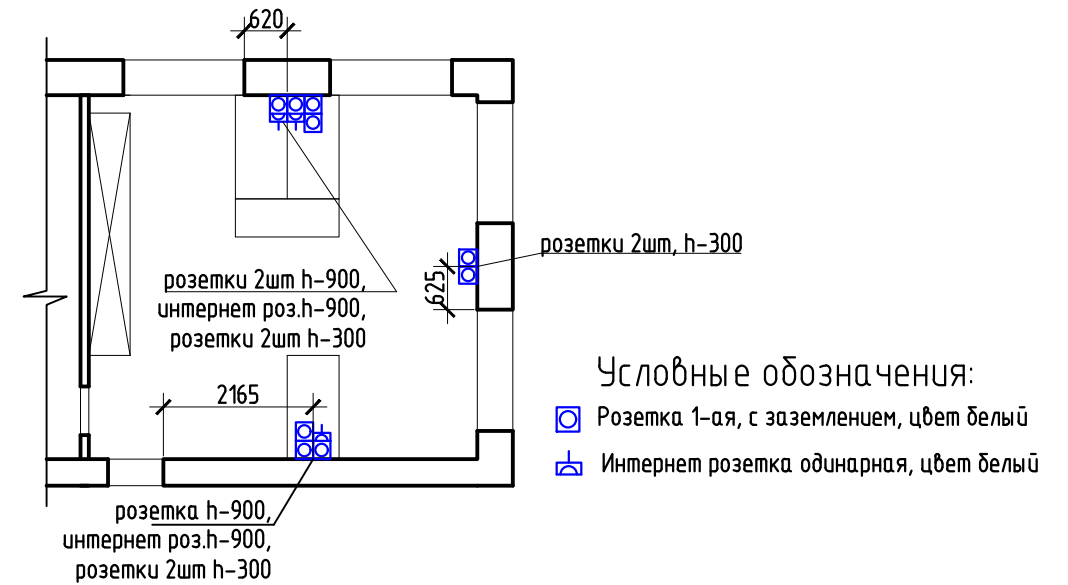 620
розетки 2шт, h-300
625
розетки 2шт h-900,
интернет роз.h-900,
розетки 2шт h-300
Условные обозначения:
Розетка 1-ая, с заземлением, цвет белый
Интернет розетка одинарная, цвет белый
2165
розетка h-900,
интернет роз.h-900,
розетки 2шт h-300